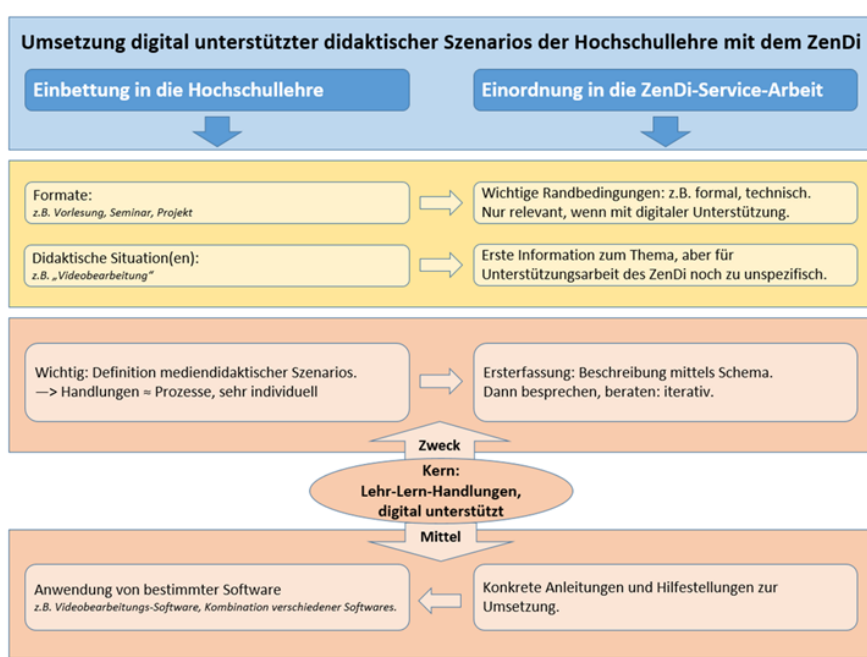 Umsetzung digital unterstützter didaktischer Szenarios der Hochschullehre mit dem ZenDi
Einbettung in die Hochschullehre
Einordnung in die ZenDi-Service-Arbeit
Formate:
z.B. Vorlesung, Seminar, Projekt
Wichtige Randbedingungen: z.B. formal, technisch.
Nur relevant, wenn mit digitaler Unterstützung.
Didaktische Situation(en):
z.B. „Videobearbeitung“
Erste Information zum Thema, aber für
Unterstützungsarbeit des ZenDi noch zu unspezifisch.
Wichtig: Definition mediendidaktischer Szenarios.
—> Handlungen ≈ Prozesse, sehr individuell
Ersterfassung: Beschreibung mittels Schema.
Dann besprechen, beraten: iterativ.
Zweck
Kern:
Lehr-Lern-Handlungen,
digital unterstützt
Mittel
Anwendung von bestimmter Software
z.B. Videobearbeitungs-Software, Kombination verschiedener Softwares.
Konkrete Anleitungen und Hilfestellungen zur
Umsetzung.